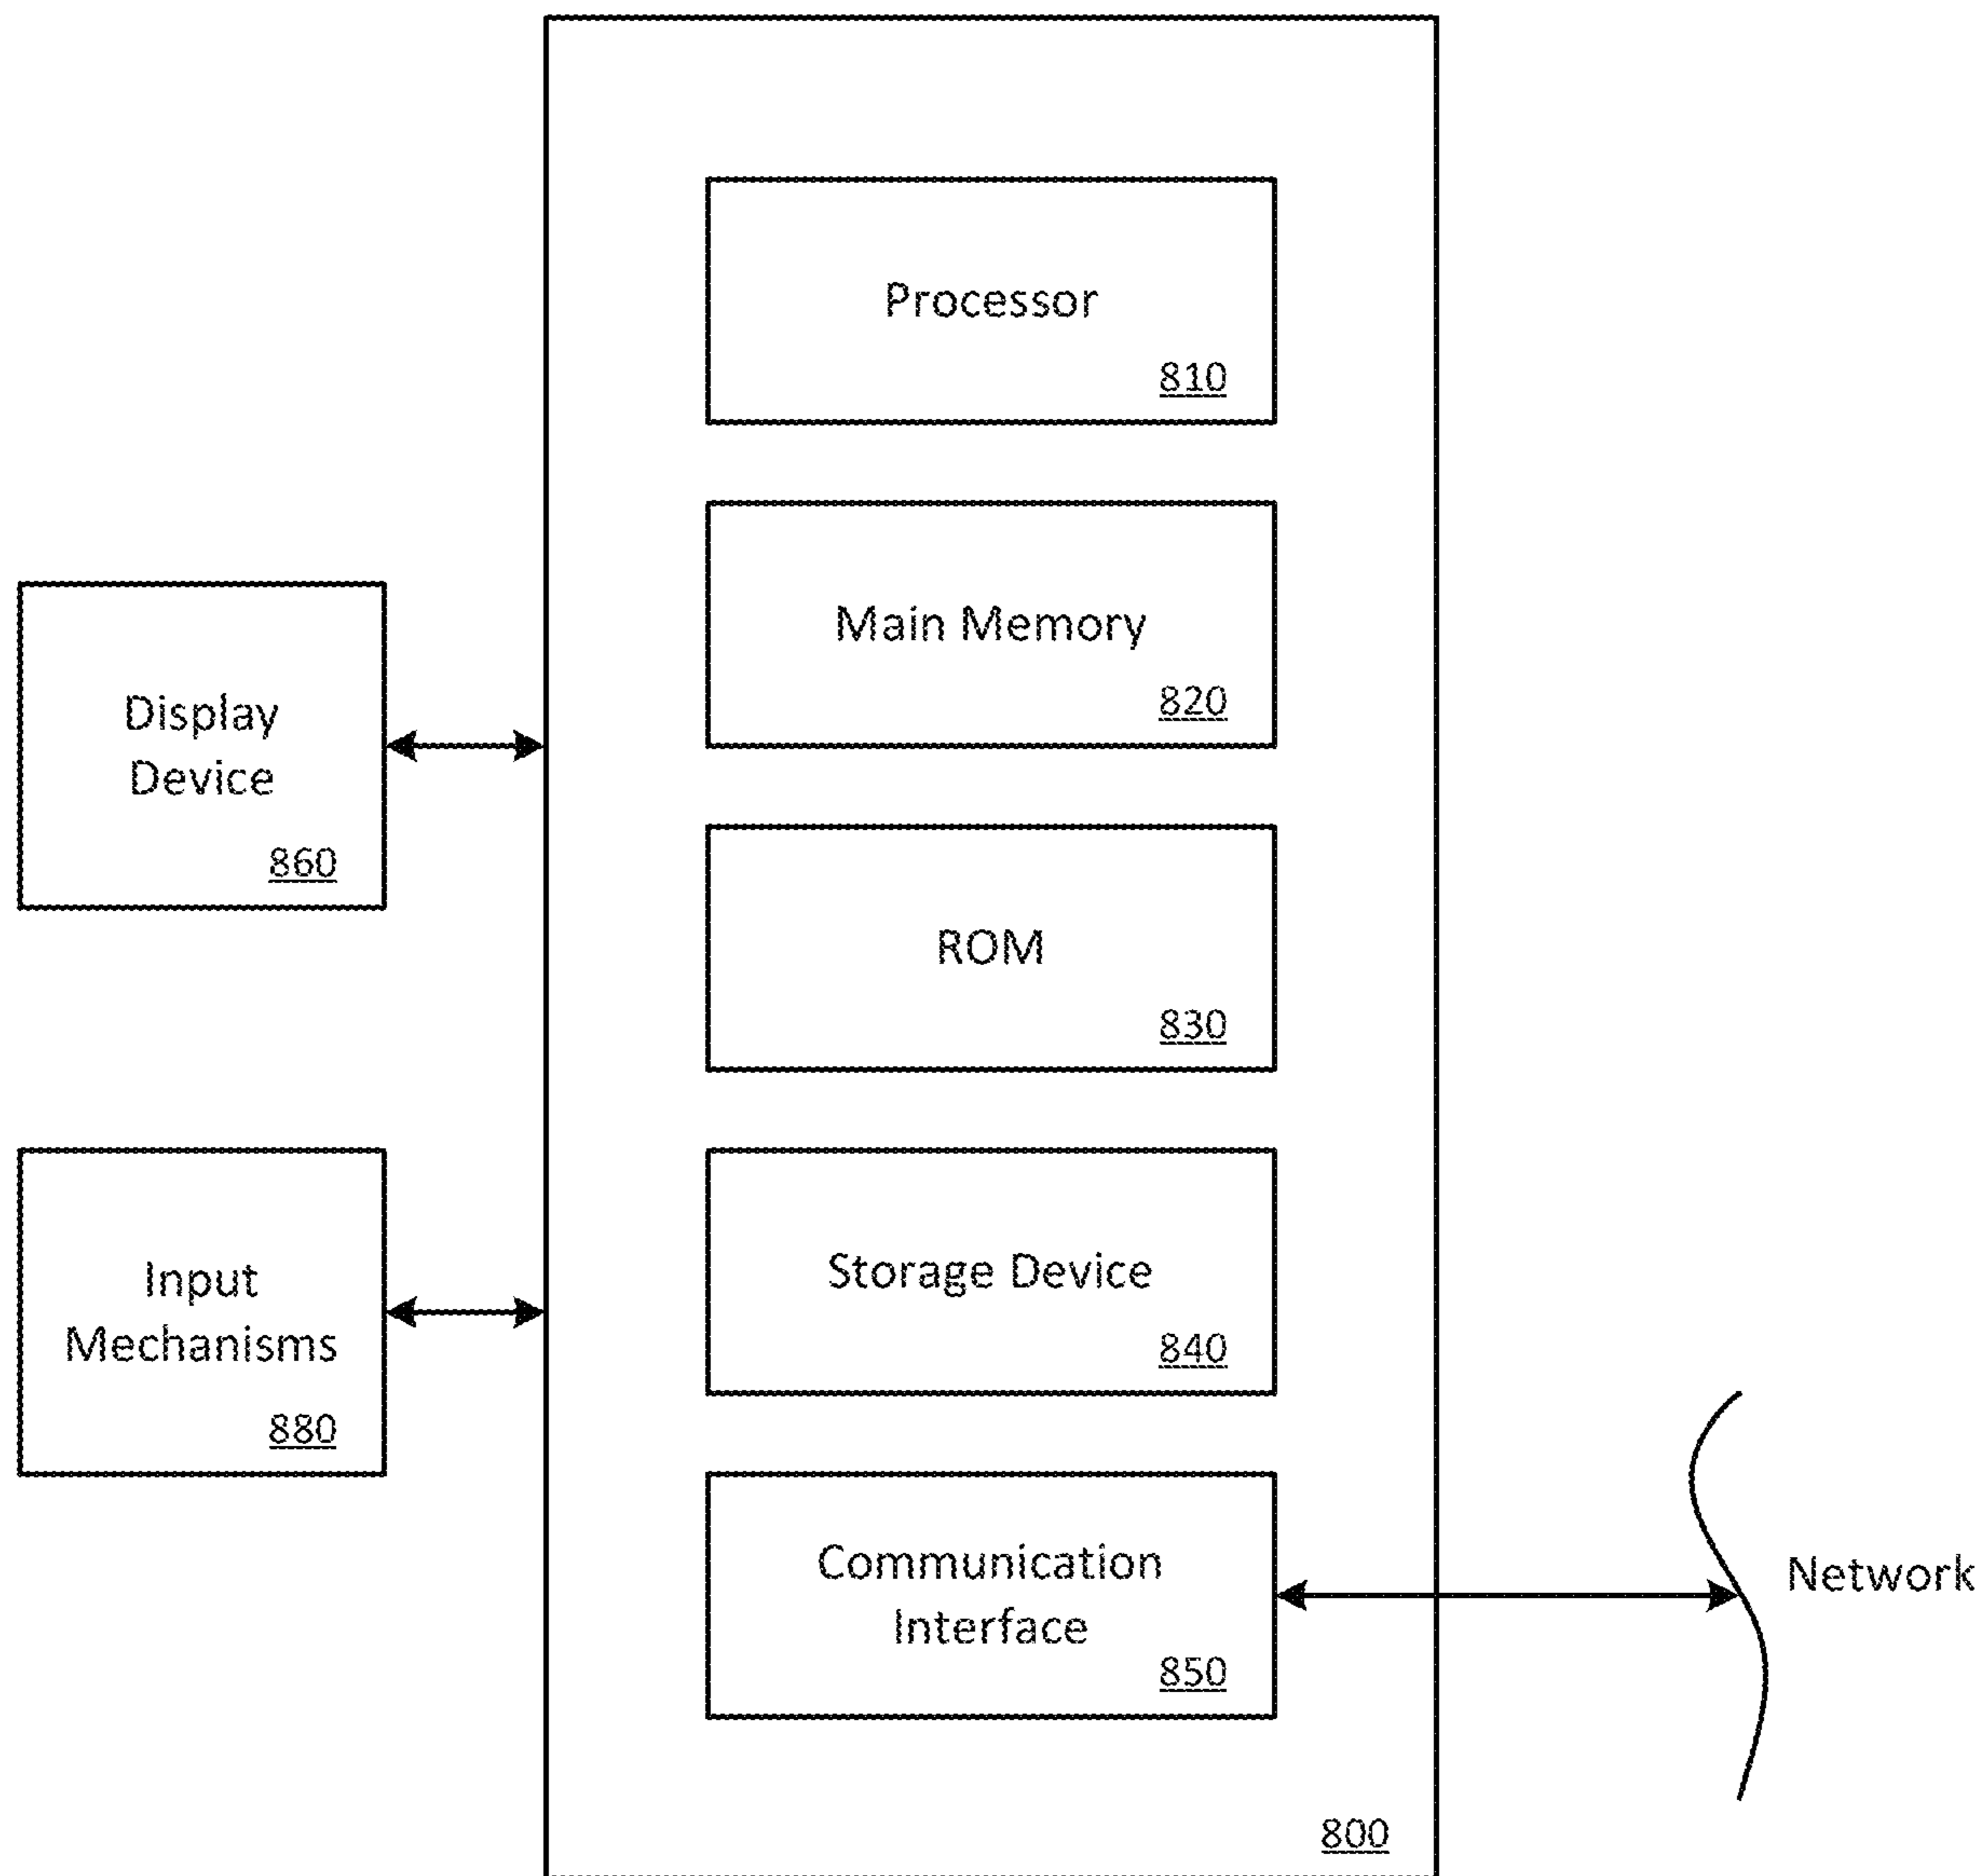 Processor
810
Main Memory
820
Display
Device
860
ROM
830
Input
Mechanisms
880
Storage Device
840
Communication
Interface
850
Network
800